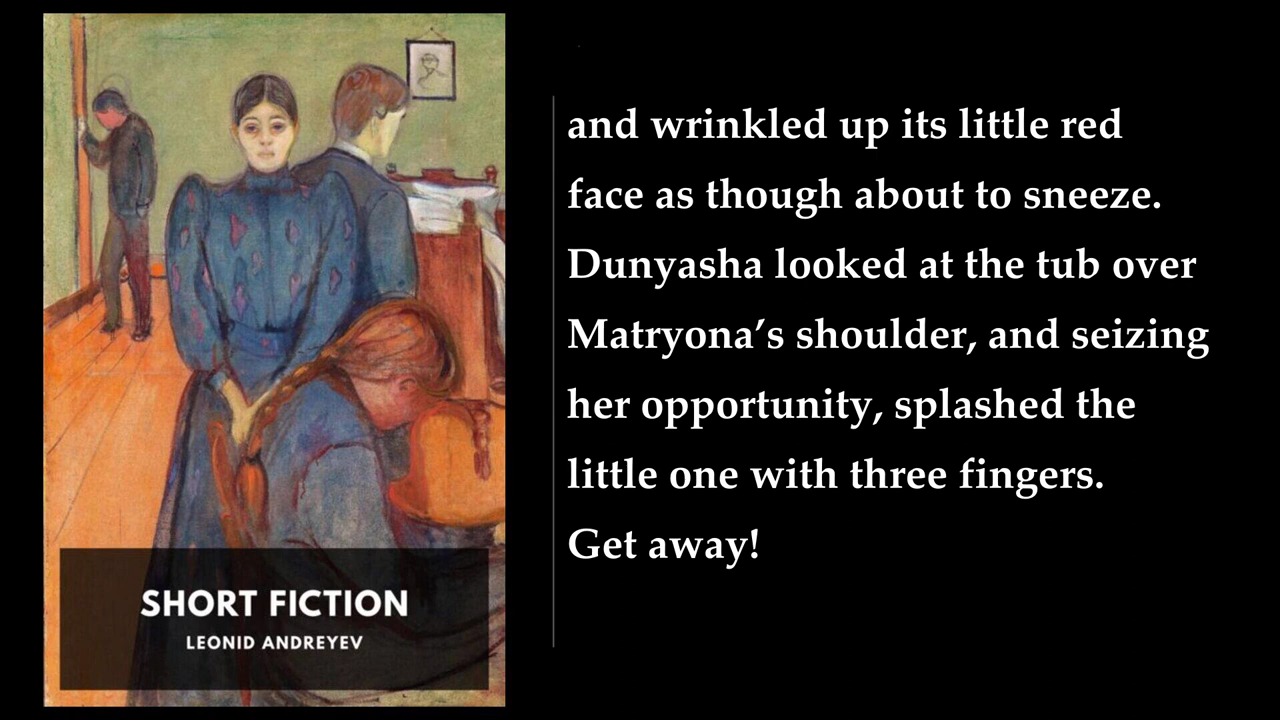 SHORT FICTION
LEONID ANDREYEV
and wrinkled up its little red
face as though about to sneeze.
Dunyasha looked at the tub over
Matryona’s shoulder, and seizing
her opportunity, splashed the
little one with three fingers.
Get away!